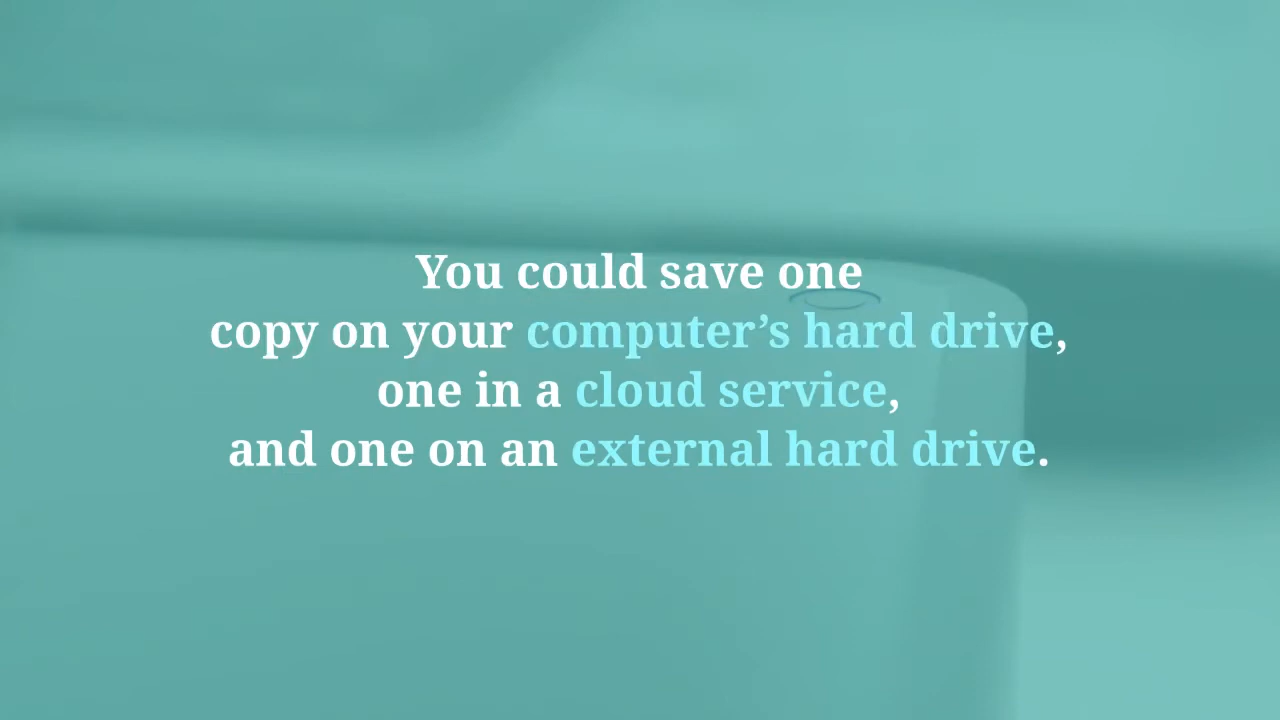 You could save one
copy on your computer’s hard drive,
one in a cloud service,
and one on an external hard drive.